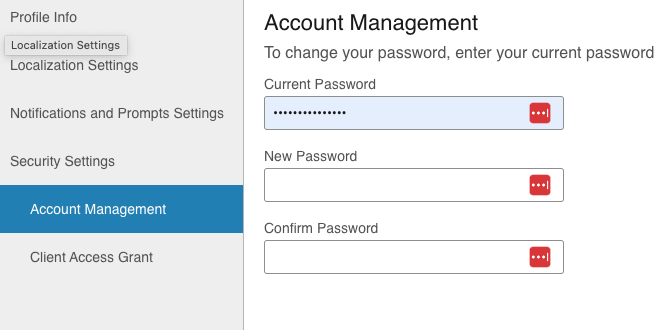 Profile Info
Localization Settings
Localization Settings
Notifications and Prompts Settings
Security Settings
Account Management
Client Access Grant
Account Management
To change your password, enter your current password
Current Password
•••••••••••••••
New Password
Confirm Password